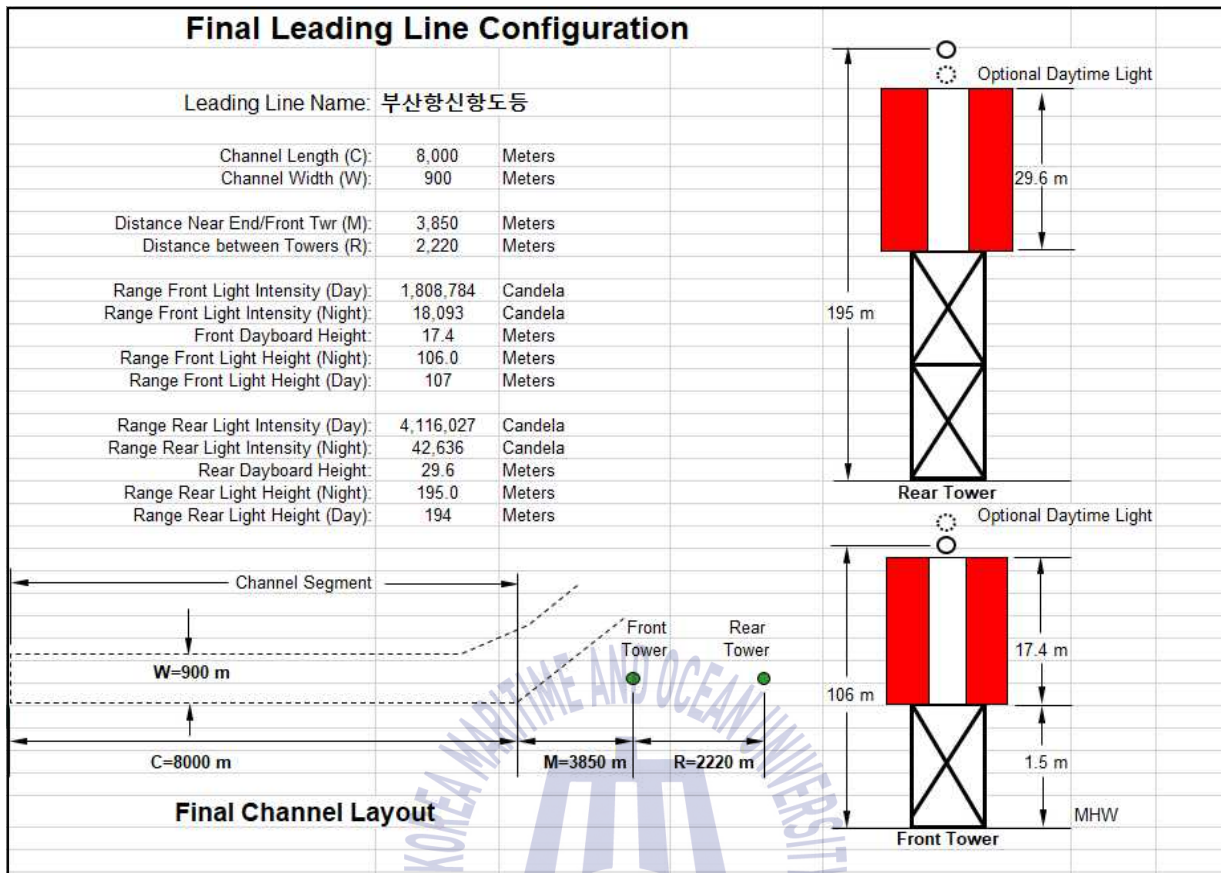 Final Leading Line Configuration
Leading Line Name: 부산항신항도등
Channel Length (C): 8,000 Meters
Channel Width (W): 900 Meters
Distance Near End/Front Twr (M): 3,850 Meters
Distance between Towers (R): 2,220 Meters
Range Front Light Intensity (Day): 1,808,784 Candela
Range Front Light Intensity (Night): 18,093 Candela
Front Dayboard Height: 17.4 Meters
Range Front Light Height (Night): 106.0 Meters
Range Front Light Height (Day): 107 Meters
Range Rear Light Intensity (Day): 4,116,027 Candela
Range Rear Light Intensity (Night): 42,636 Candela
Rear Dayboard Height: 29.6 Meters
Range Rear Light Height (Night): 195.0 Meters
Range Rear Light Height (Day): 194 Meters
Optional Daytime Light
29.6 m
195 m
Rear Tower
Optional Daytime Light
17.4 m
106 m
1.5 m
MHW
Front Tower
Channel Segment
Front
Tower
Rear
Tower
W=900 m
C=8000 m
M=3850 m
R=2220 m
Final Channel Layout
KOREA MARITIME AND OCEAN UNIVERSITY